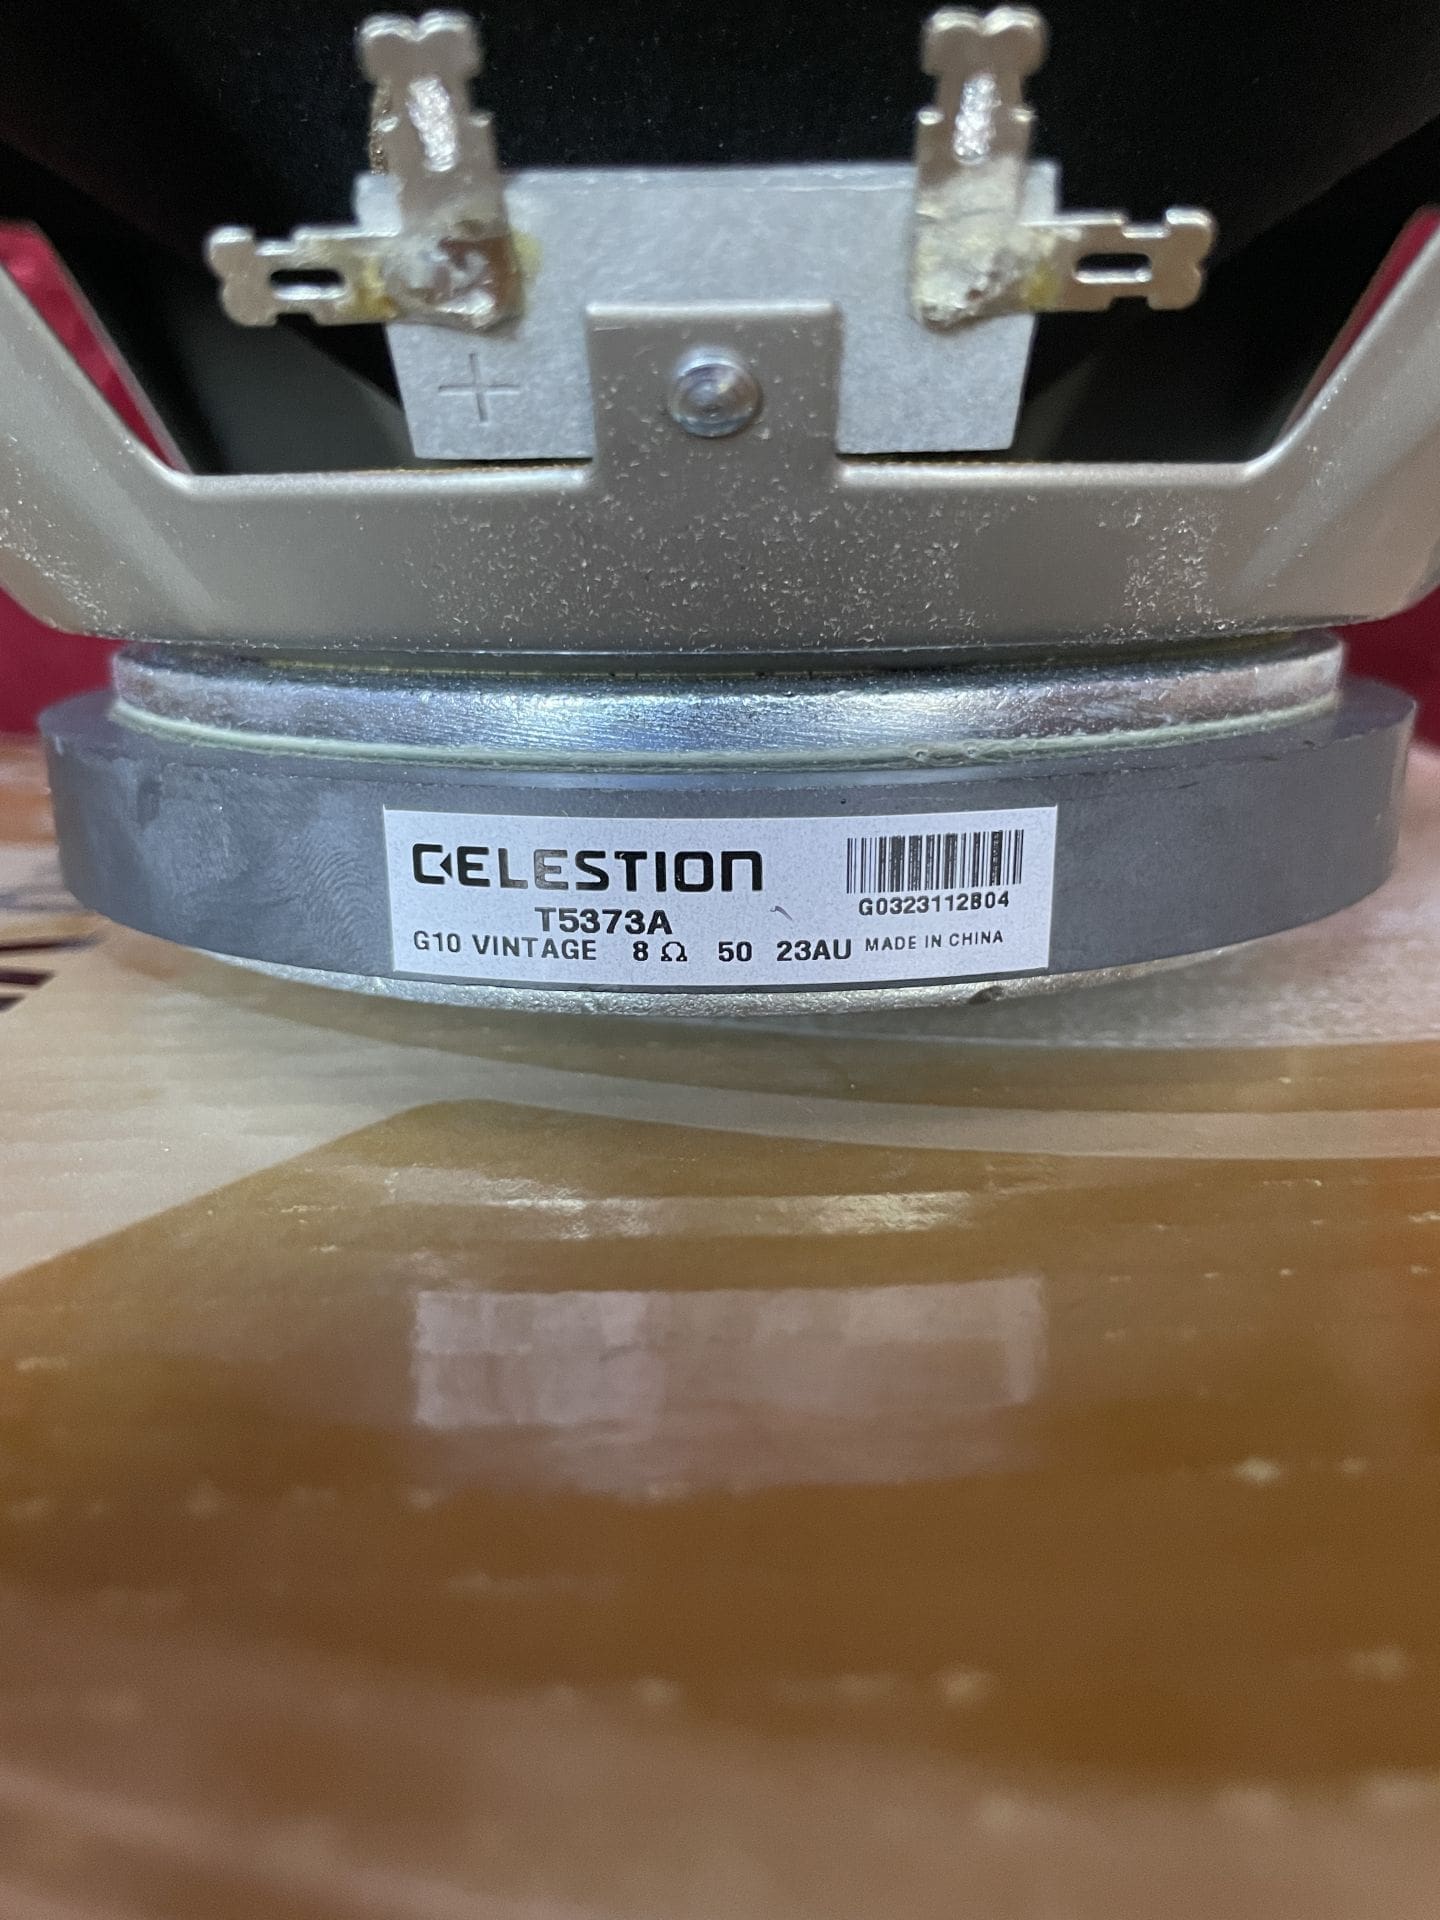 +
CELESTION
T5373A
G10 VINTAGE 8 Ω 50 23AU MADE IN CHINA
G0323112B04